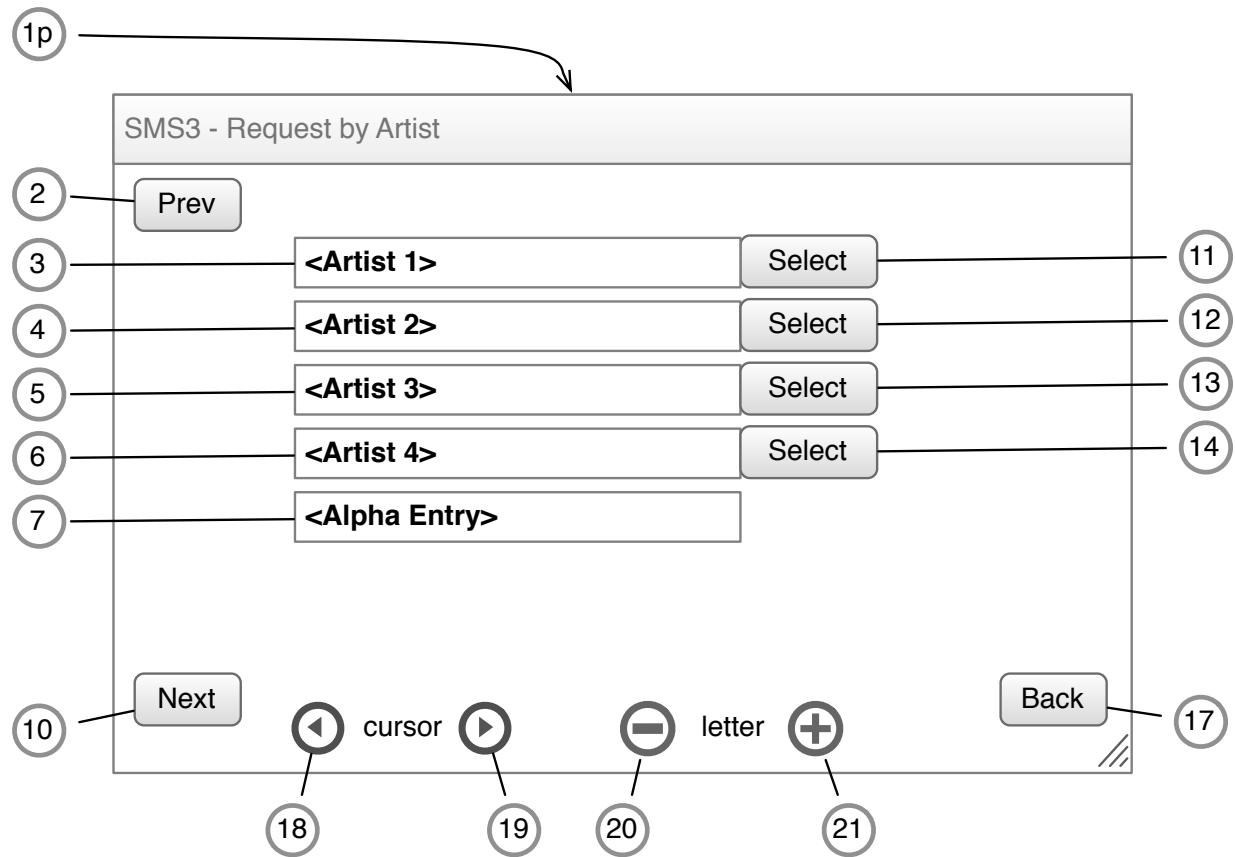 1p
SMS3 - Request by Artist
2
Prev
3
<Artist 1>
Select
11
4
<Artist 2>
Select
12
5
<Artist 3>
Select
13
6
<Artist 4>
Select
14
7
<Alpha Entry>
10
Next
cursor
letter
Back
17
18
19
20
21